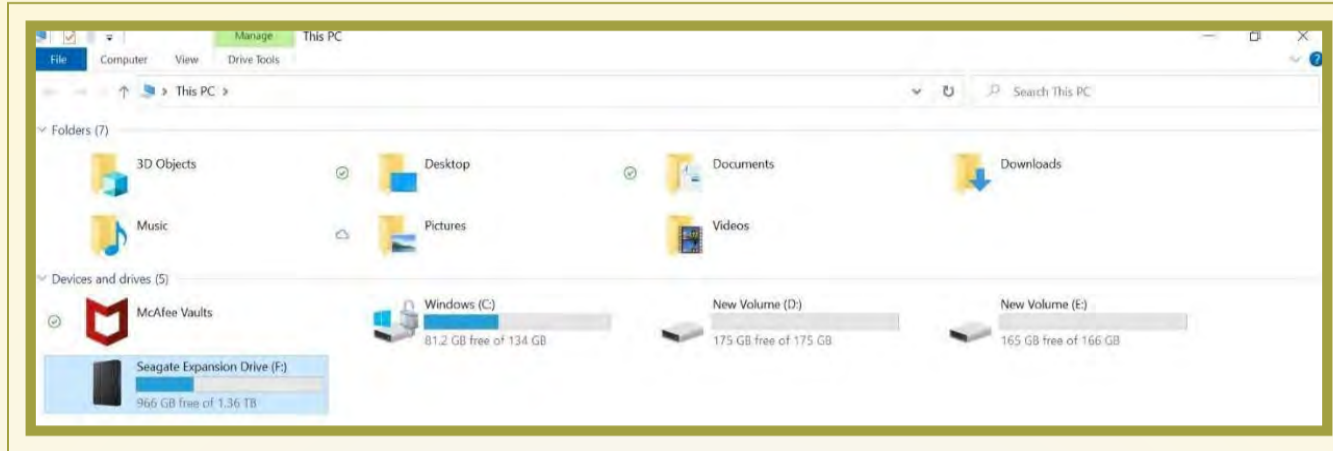 Manage This PC
File Computer View Drive Tools
This PC
Search This PC
Folders (7)
3D Objects Desktop Documents Downloads
Music Pictures Videos
Devices and drives (5)
McAfee Vaults Windows (C:) New Volume (D:) New Volume (E:)
81.2 GB free of 134 GB 175 GB free of 175 GB 165 GB free of 166 GB
Seagate Expansion Drive (F:)
966 GB free of 1.36 TB